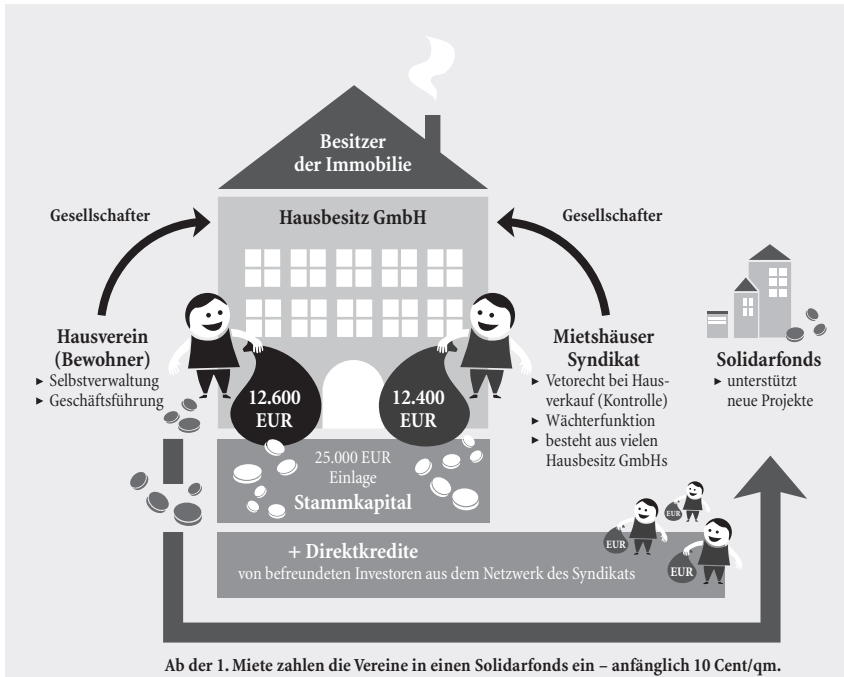 Besitzer
der Immobilie
Gesellschafter
Hausbesitz GmbH
Gesellschafter
Hausverein
(Bewohner)
▸ Selbstverwaltung
▸ Geschäftsführung
12.600
EUR
12.400
EUR
Mietshäuser
Syndikat
▸ Vetorecht bei Haus-
verkauf (Kontrolle)
▸ Wächterfunktion
▸ besteht aus vielen
Hausbesitz GmbHs
Solidarfonds
▸ unterstützt
neue Projekte
25.000 EUR
Einlage
Stammkapital
+ Direktkredite
von befreundeten Investoren aus dem Netzwerk des Syndikats
EUR
EUR
EUR
Ab der 1. Miete zahlen die Vereine in einen Solidarfonds ein – anfänglich 10 Cent/qm.